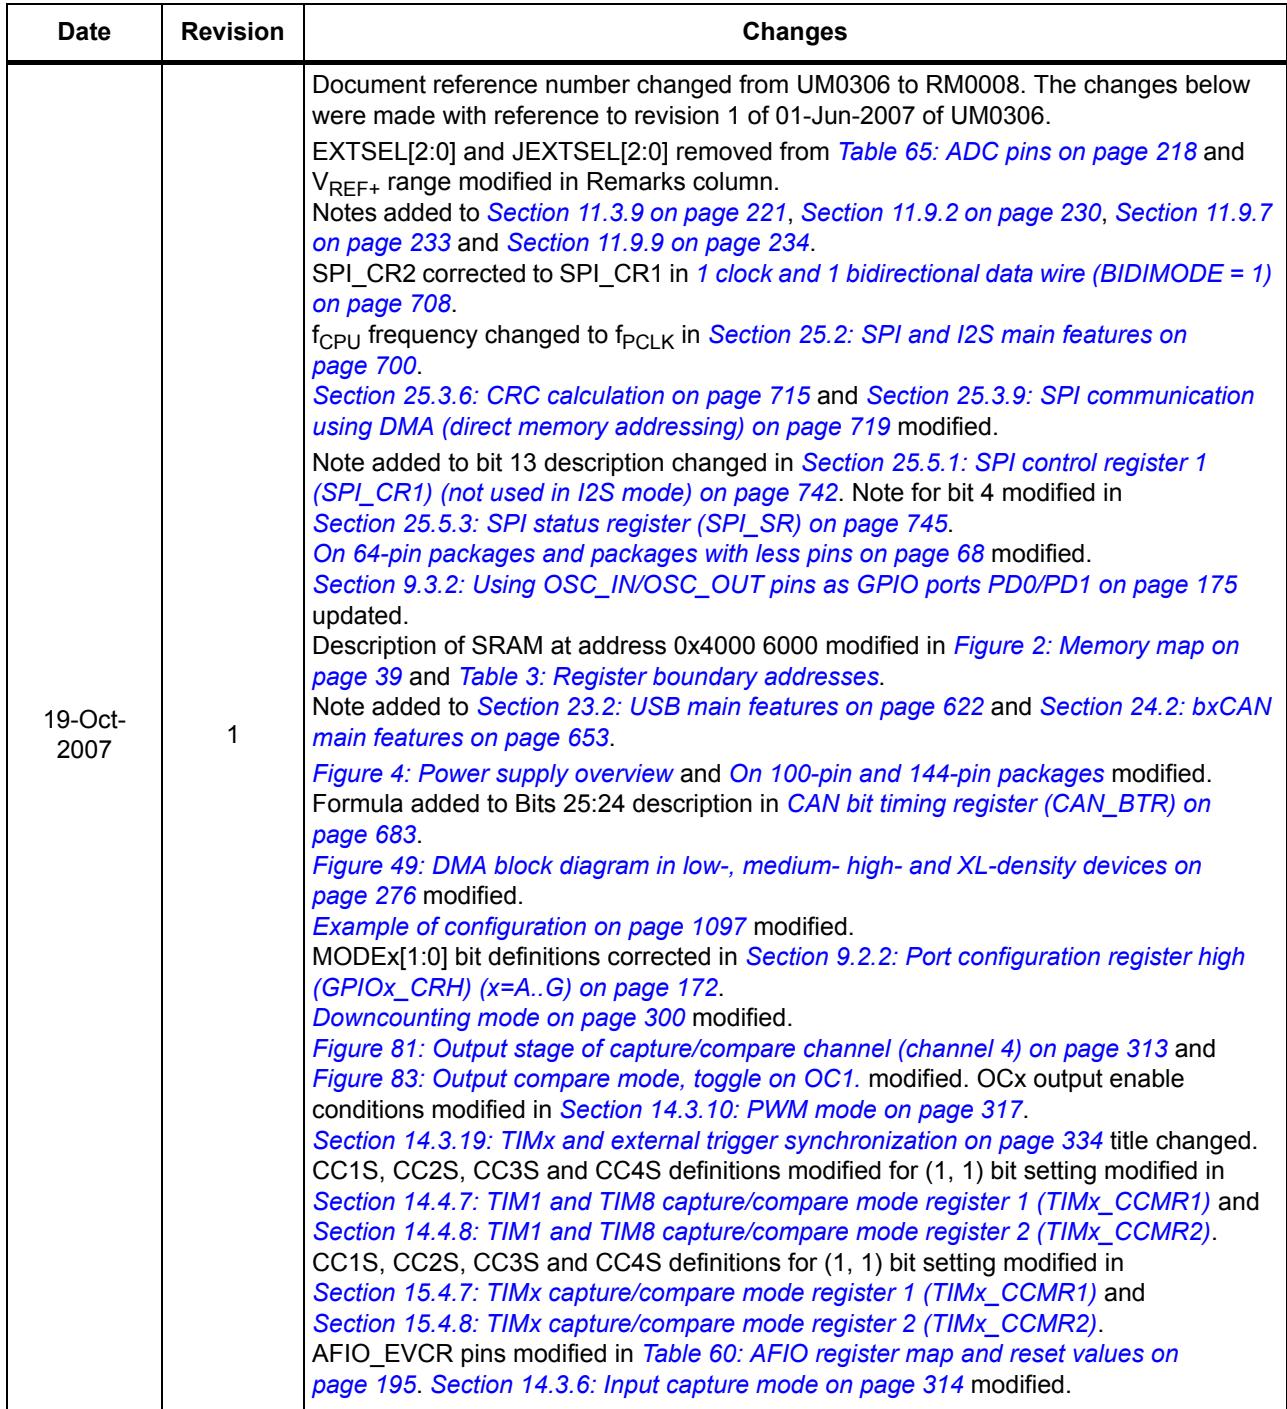 Date Revision Changes
Document reference number changed from UM0306 to RM0008. The changes below
were made with reference to revision 1 of 01-Jun-2007 of UM0306.
EXTSEL[2:0] and JEXTSEL[2:0] removed from Table 65: ADC pins on page 218 and
VREF+ range modified in Remarks column.
Notes added to Section 11.3.9 on page 221, Section 11.9.2 on page 230, Section 11.9.7
on page 233 and Section 11.9.9 on page 234.
SPI_CR2 corrected to SPI_CR1 in 1 clock and 1 bidirectional data wire (BIDIMODE = 1)
on page 708.
fCPU frequency changed to fPCLK in Section 25.2: SPI and I2S main features on
page 700.
Section 25.3.6: CRC calculation on page 715 and Section 25.3.9: SPI communication
using DMA (direct memory addressing) on page 719 modified.
Note added to bit 13 description changed in Section 25.5.1: SPI control register 1
(SPI_CR1) (not used in I2S mode) on page 742. Note for bit 4 modified in
Section 25.5.3: SPI status register (SPI_SR) on page 745.
On 64-pin packages and packages with less pins on page 68 modified.
Section 9.3.2: Using OSC_IN/OSC_OUT pins as GPIO ports PD0/PD1 on page 175
updated.
Description of SRAM at address 0x4000 6000 modified in Figure 2: Memory map on
page 39 and Table 3: Register boundary addresses.
19-Oct-
2007
1
Note added to Section 23.2: USB main features on page 622 and Section 24.2: bxCAN
main features on page 653.
Figure 4: Power supply overview and On 100-pin and 144-pin packages modified.
Formula added to Bits 25:24 description in CAN bit timing register (CAN_BTR) on
page 683.
Figure 49: DMA block diagram in low-, medium- high- and XL-density devices on
page 276 modified.
Example of configuration on page 1097 modified.
MODEx[1:0] bit definitions corrected in Section 9.2.2: Port configuration register high
(GPIOx_CRH) (x=A..G) on page 172.
Downcounting mode on page 300 modified.
Figure 81: Output stage of capture/compare channel (channel 4) on page 313 and
Figure 83: Output compare mode, toggle on OC1. modified. OCx output enable
conditions modified in Section 14.3.10: PWM mode on page 317.
Section 14.3.19: TIMx and external trigger synchronization on page 334 title changed.
CC1S, CC2S, CC3S and CC4S definitions modified for (1, 1) bit setting modified in
Section 14.4.7: TIM1 and TIM8 capture/compare mode register 1 (TIMx_CCMR1) and
Section 14.4.8: TIM1 and TIM8 capture/compare mode register 2 (TIMx_CCMR2).
CC1S, CC2S, CC3S and CC4S definitions for (1, 1) bit setting modified in
Section 15.4.7: TIMx capture/compare mode register 1 (TIMx_CCMR1) and
Section 15.4.8: TIMx capture/compare mode register 2 (TIMx_CCMR2).
AFIO_EVCR pins modified in Table 60: AFIO register map and reset values on
page 195. Section 14.3.6: Input capture mode on page 314 modified.